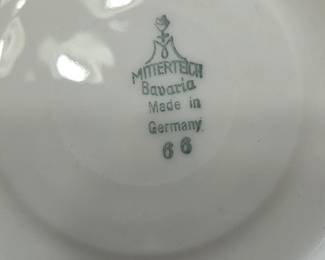 MITTERTEICH
Bavaria
Made in
Germany
66